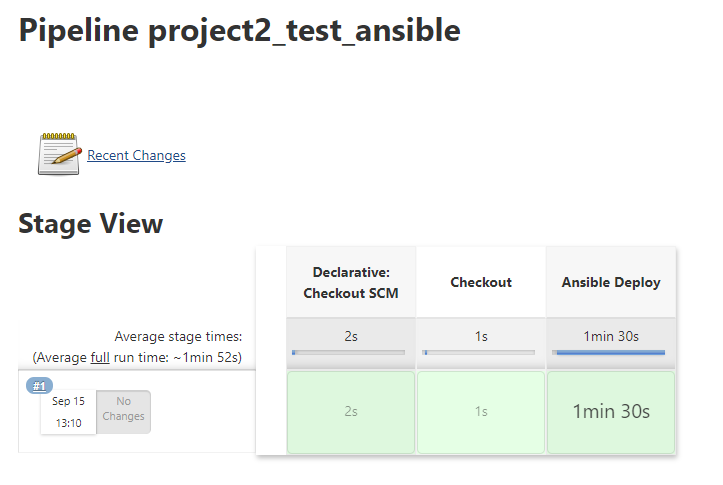 Pipeline project2_test_ansible
Recent Changes
Stage View
Declarative:
Checkout SCM
Checkout
Ansible Deploy
Average stage times:
(Average full run time: ~1min 52s)
2s
1s
1min 30s
#1
Sep 15
13:10
No
Changes
2s
1s
1min 30s